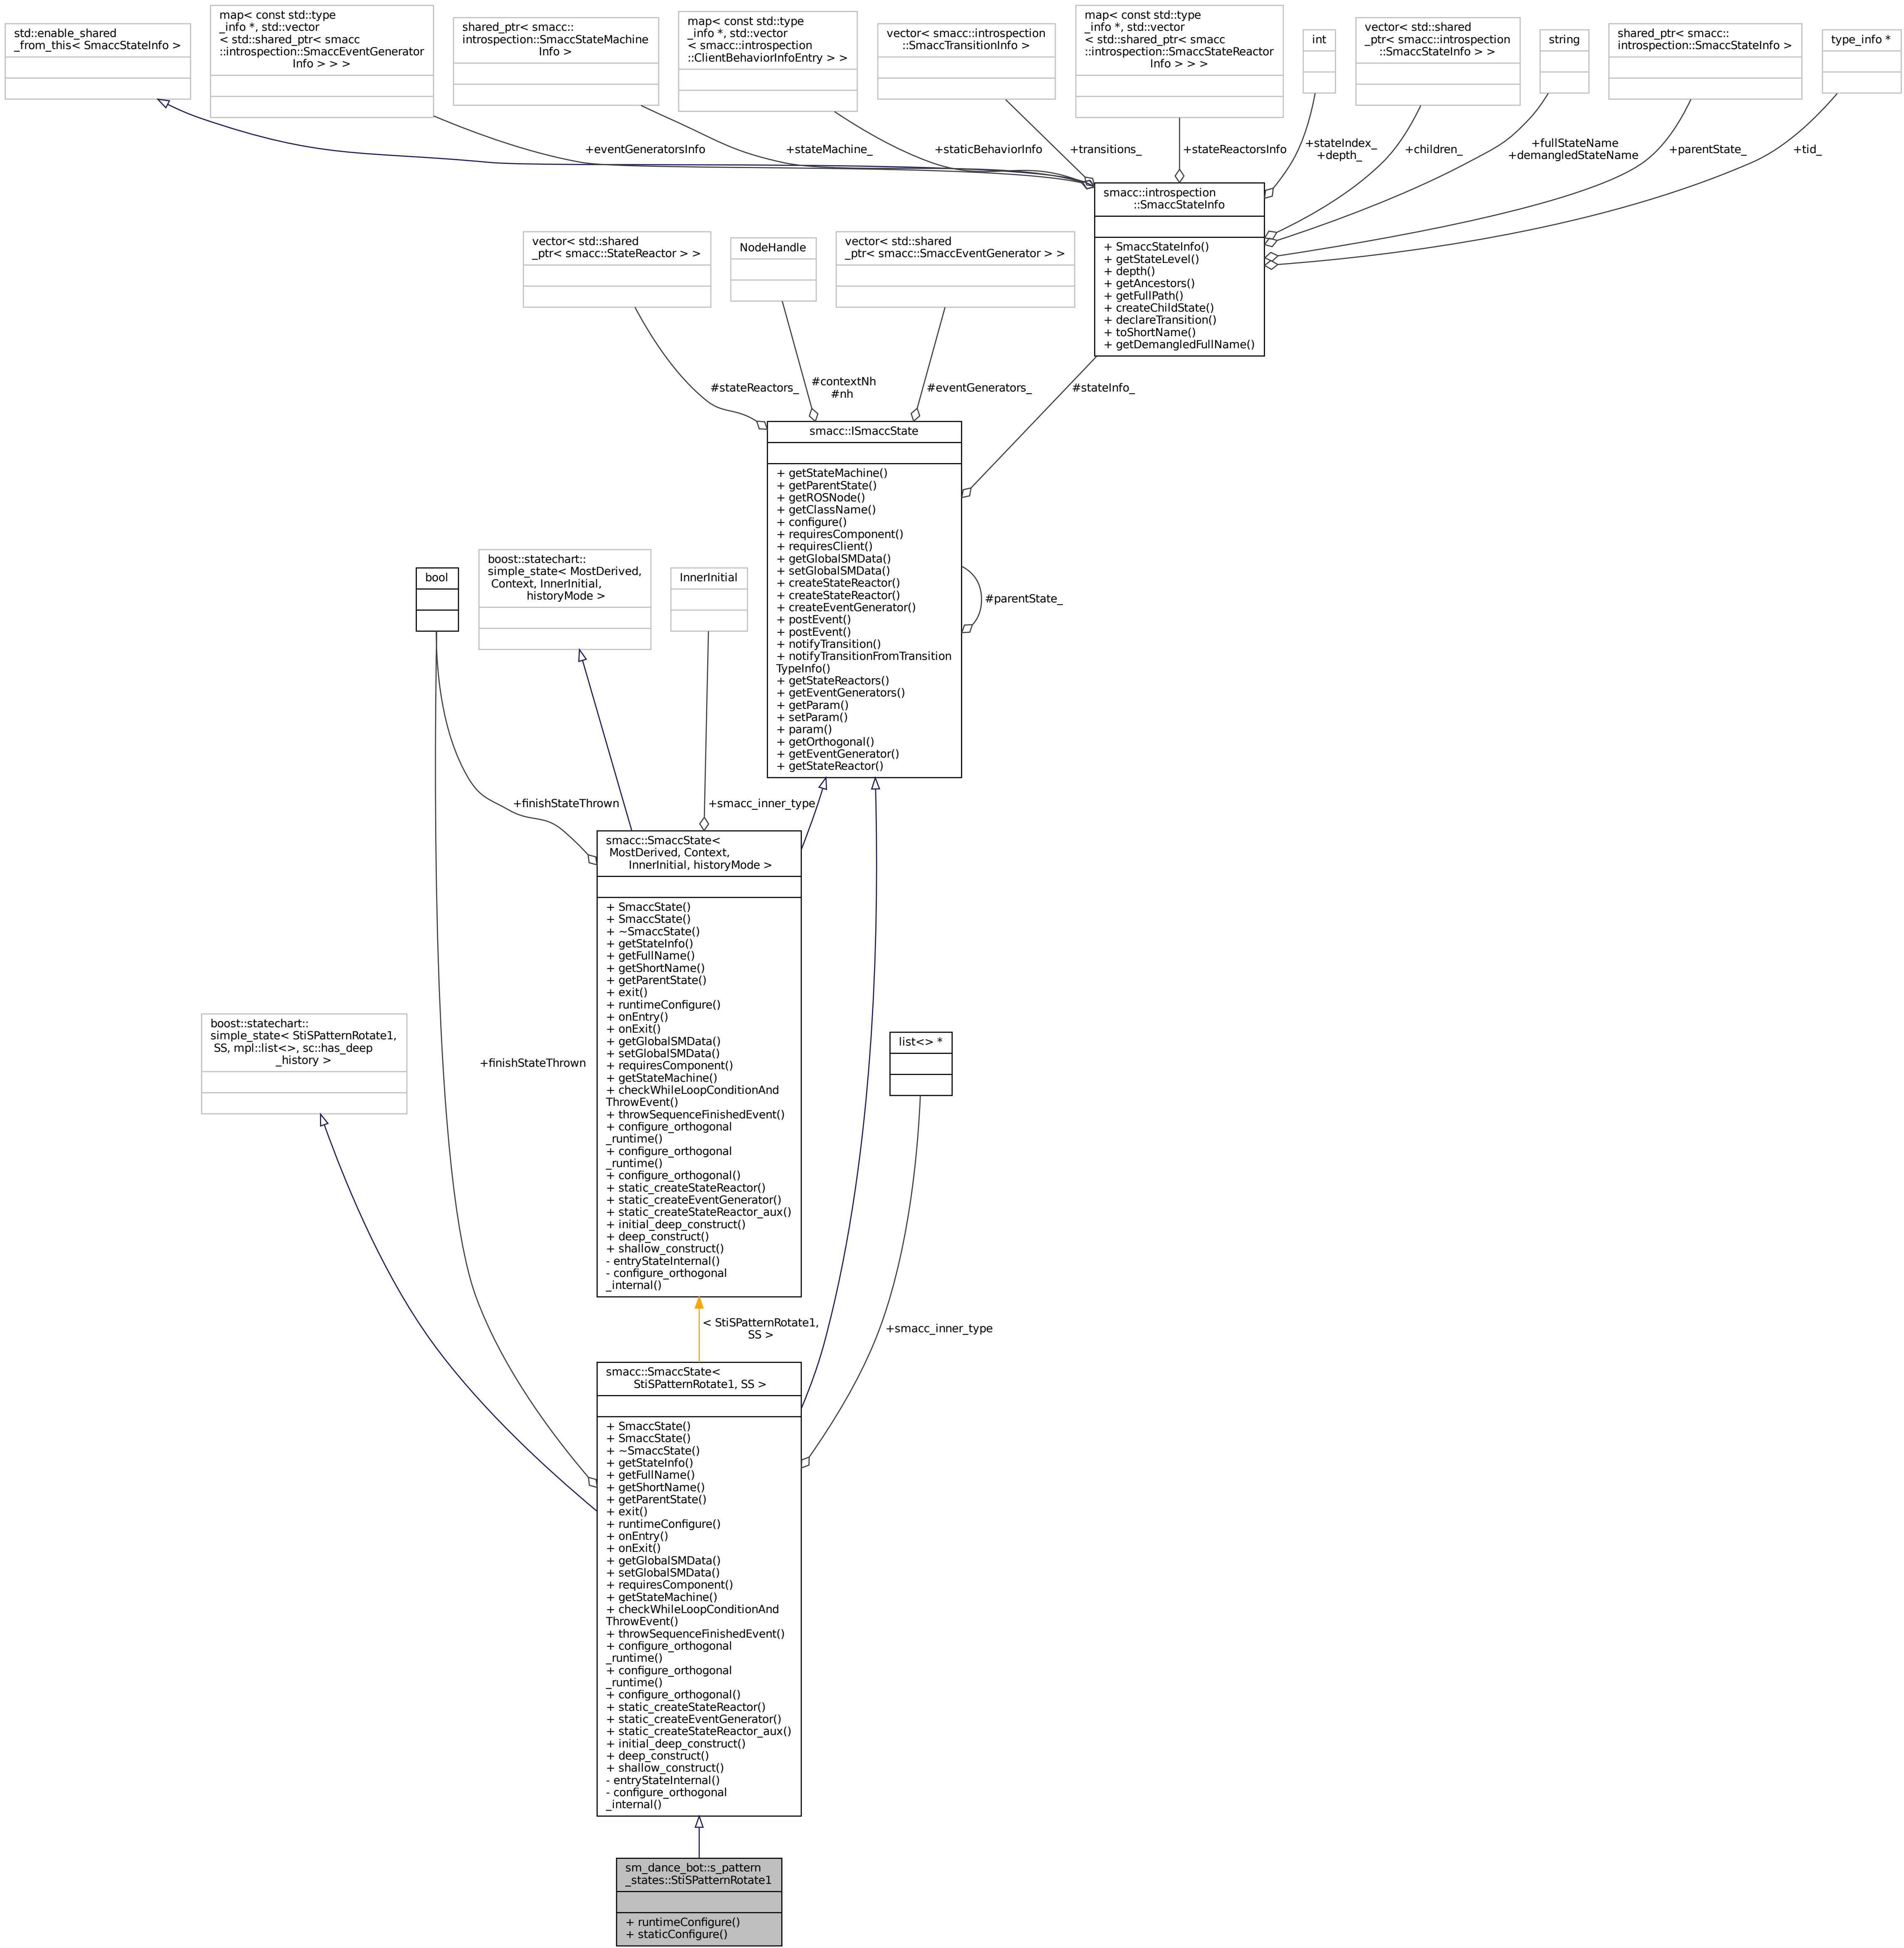 std::enable_shared
_from_this< SmaccStateInfo >
map< const std::type
_info *, std::vector
< std::shared_ptr< smacc
::introspection::SmaccEventGenerator
Info > > >
shared_ptr< smacc::
introspection::SmaccStateMachine
Info >
map< const std::type
_info *, std::vector
< smacc::introspection
::ClientBehaviorInfoEntry > >
vector< smacc::introspection
::SmaccTransitionInfo >
map< const std::type
_info *, std::vector
< std::shared_ptr< smacc
::introspection::SmaccStateReactor
Info > > >
int
vector< std::shared
_ptr< smacc::introspection
::SmaccStateInfo > >
string
shared_ptr< smacc::
introspection::SmaccStateInfo >
type_info *
+eventGeneratorsInfo
+stateMachine_
+staticBehaviorInfo
+transitions_
+stateReactorsInfo
+stateIndex_
+depth_
+children_
+fullStateName
+demangledStateName
+parentState_
+tid_
smacc::introspection
::SmaccStateInfo
+ SmaccStateInfo()
+ getStateLevel()
+ depth()
+ getAncestors()
+ getFullPath()
+ createChildState()
+ declareTransition()
+ toShortName()
+ getDemangledFullName()
vector< std::shared
_ptr< smacc::StateReactor > >
NodeHandle
vector< std::shared
_ptr< smacc::SmaccEventGenerator > >
#stateReactors_
#contextNh
#nh
#eventGenerators_
#stateInfo_
smacc::ISmaccState
+ getStateMachine()
+ getParentState()
+ getROSNode()
+ getClassName()
+ configure()
+ requiresComponent()
+ requiresClient()
+ getGlobalSMData()
+ setGlobalSMData()
+ createStateReactor()
+ createStateReactor()
+ createEventGenerator()
+ postEvent()
+ postEvent()
+ notifyTransition()
+ notifyTransitionFromTransition
TypeInfo()
+ getStateReactors()
+ getEventGenerators()
+ getParam()
+ setParam()
+ param()
+ getOrthogonal()
+ getEventGenerator()
+ getStateReactor()
#parentState_
bool
boost::statechart::
simple_state< MostDerived,
Context, InnerInitial,
historyMode >
InnerInitial
+finishStateThrown
+smacc_inner_type
smacc::SmaccState<
MostDerived, Context,
InnerInitial, historyMode >
+ SmaccState()
+ SmaccState()
+ ~SmaccState()
+ getStateInfo()
+ getFullName()
+ getShortName()
+ getParentState()
+ exit()
+ runtimeConfigure()
+ onEntry()
+ onExit()
+ getGlobalSMData()
+ setGlobalSMData()
+ requiresComponent()
+ getStateMachine()
+ checkWhileLoopConditionAnd
ThrowEvent()
+ throwSequenceFinishedEvent()
+ configure_orthogonal
_runtime()
+ configure_orthogonal
_runtime()
+ configure_orthogonal()
+ static_createStateReactor()
+ static_createEventGenerator()
+ static_createStateReactor_aux()
+ initial_deep_construct()
+ deep_construct()
+ shallow_construct()
- entryStateInternal()
- configure_orthogonal
_internal()
boost::statechart::
simple_state< StiSPatternRotate1,
SS, mpl::list<>, sc::has_deep
_history >
+finishStateThrown
list<> *
< StiSPatternRotate1,
SS >
+smacc_inner_type
smacc::SmaccState<
StiSPatternRotate1, SS >
+ SmaccState()
+ SmaccState()
+ ~SmaccState()
+ getStateInfo()
+ getFullName()
+ getShortName()
+ getParentState()
+ exit()
+ runtimeConfigure()
+ onEntry()
+ onExit()
+ getGlobalSMData()
+ setGlobalSMData()
+ requiresComponent()
+ getStateMachine()
+ checkWhileLoopConditionAnd
ThrowEvent()
+ throwSequenceFinishedEvent()
+ configure_orthogonal
_runtime()
+ configure_orthogonal
_runtime()
+ configure_orthogonal()
+ static_createStateReactor()
+ static_createEventGenerator()
+ static_createStateReactor_aux()
+ initial_deep_construct()
+ deep_construct()
+ shallow_construct()
- entryStateInternal()
- configure_orthogonal
_internal()
sm_dance_bot::s_pattern
_states::StiSPatternRotate1
+ runtimeConfigure()
+ staticConfigure()